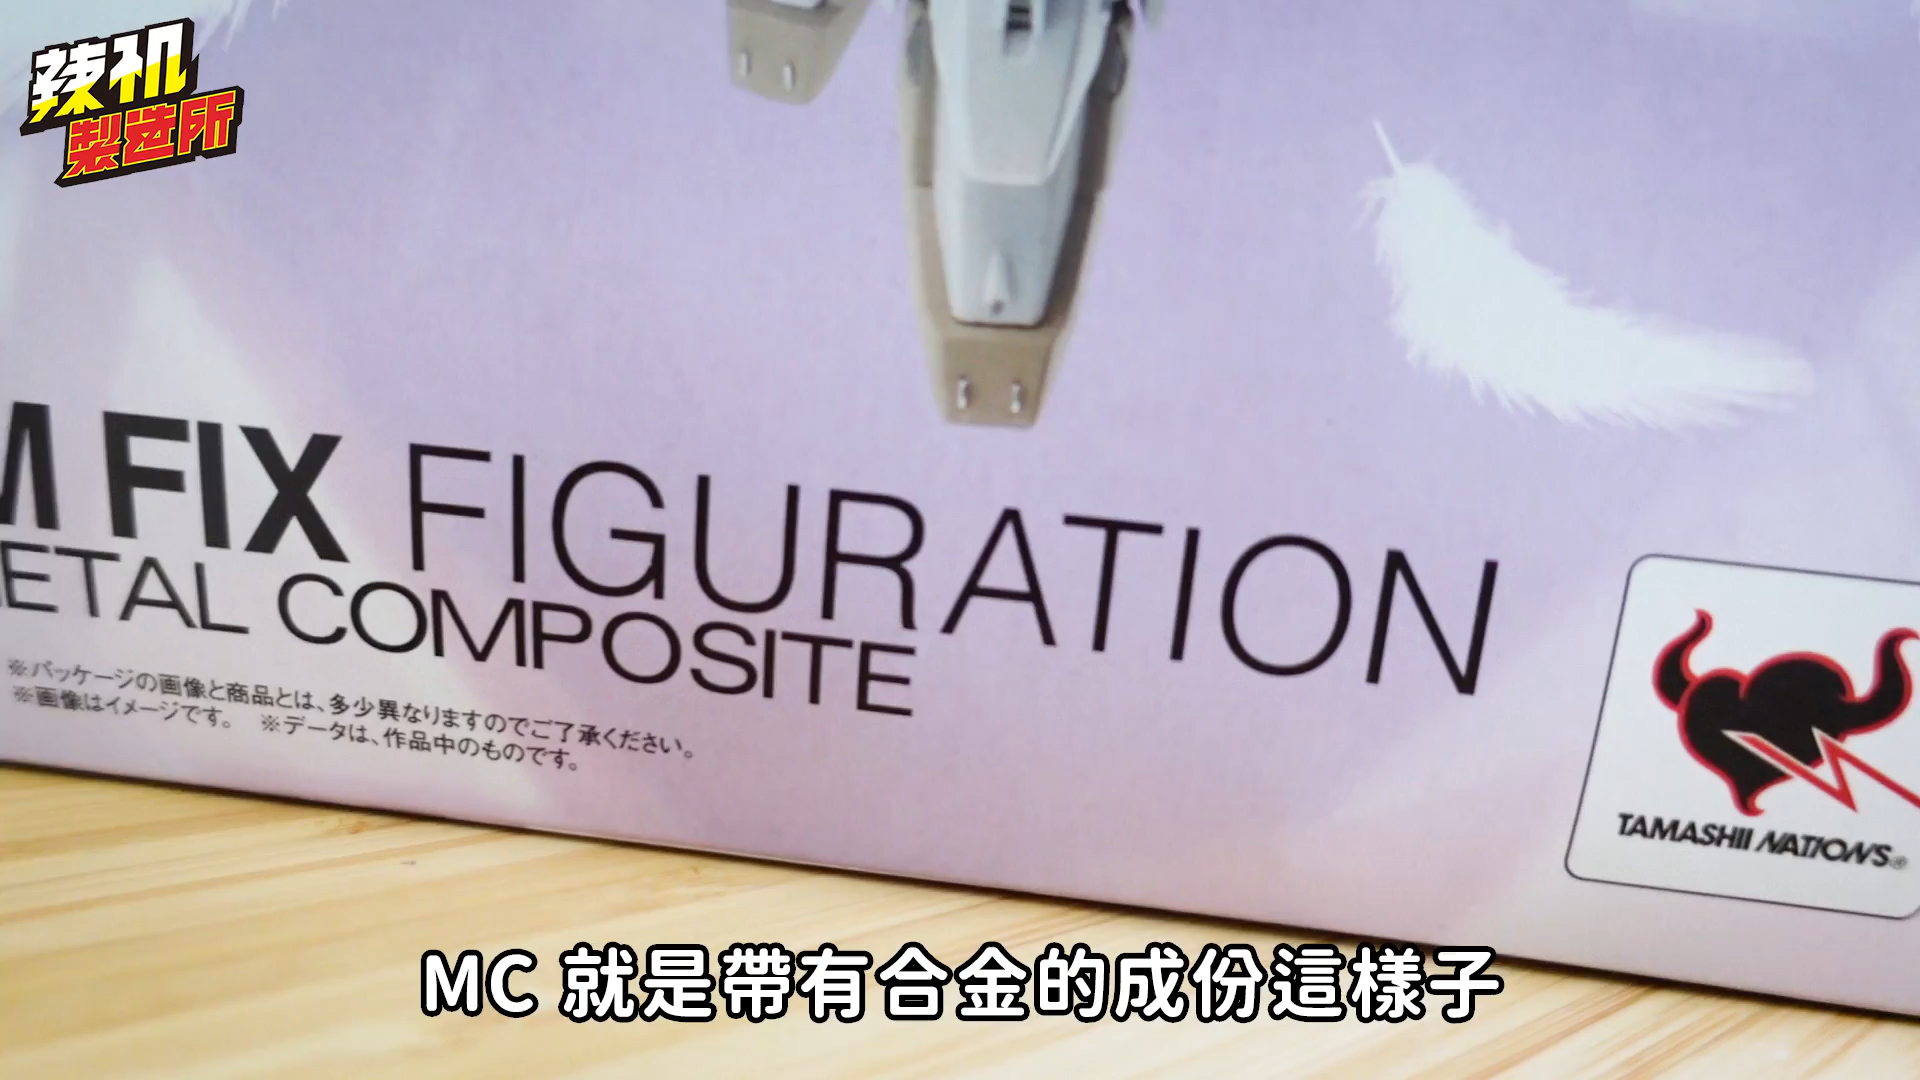 辣机
製造所
M FIX FIGURATION
METAL COMPOSITE
※パッケージの画像と商品とは、多少異なりますのでご了承ください。
※画像はイメージです。 ※データは、作品中のものです。
TAMASHII NATIONS®
MC 就是帶有合金的成份這樣子